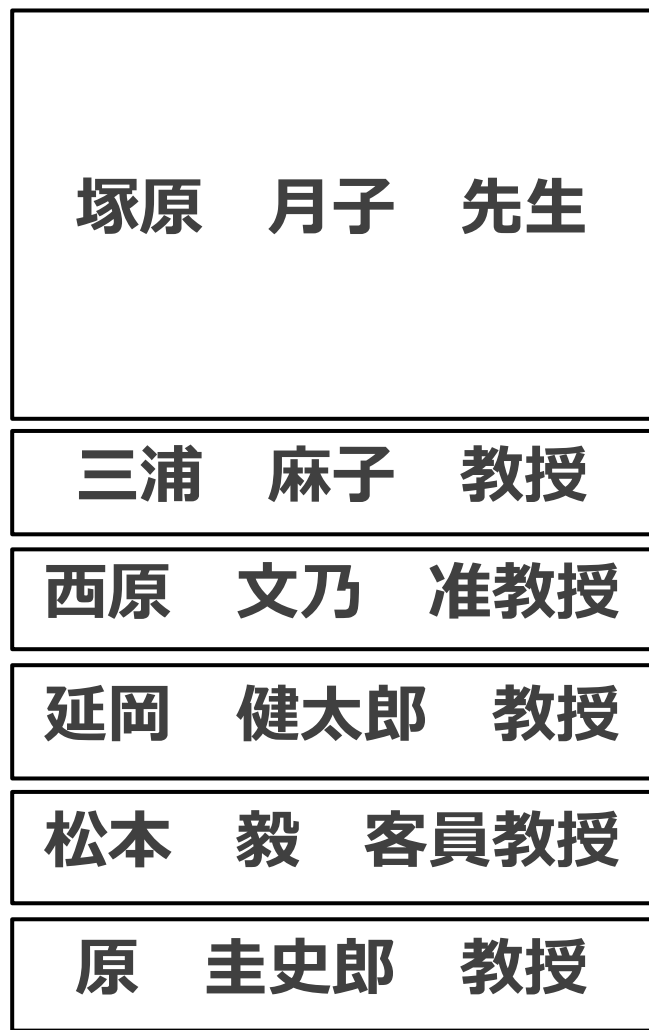 塚原　月子　先生
三浦　麻子　教授
西原　文乃　准教授
延岡　健太郎　教授
松本　毅　客員教授
原　圭史郎　教授